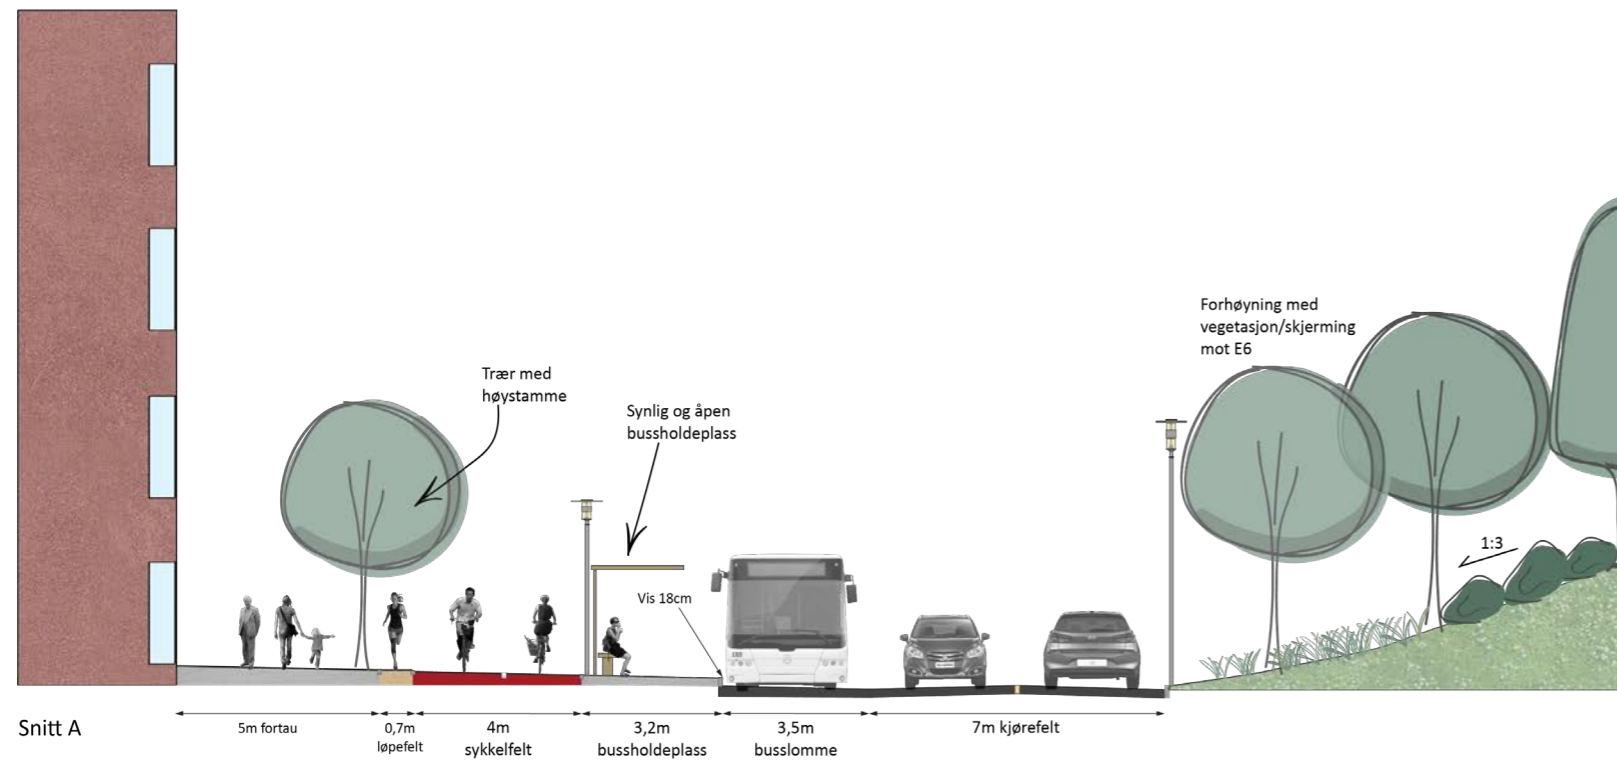 Forhøyning med
vegetasjon/skjerming
mot E6
Trær med
høystamme
Synlig og åpen
bussholdeplass
1:3
Vis 18cm
Snitt A
5m fortau
0,7m
løpefelt
4m
sykkelfelt
3,2m
bussholdeplass
3,5m
busslomme
7m kjørefelt